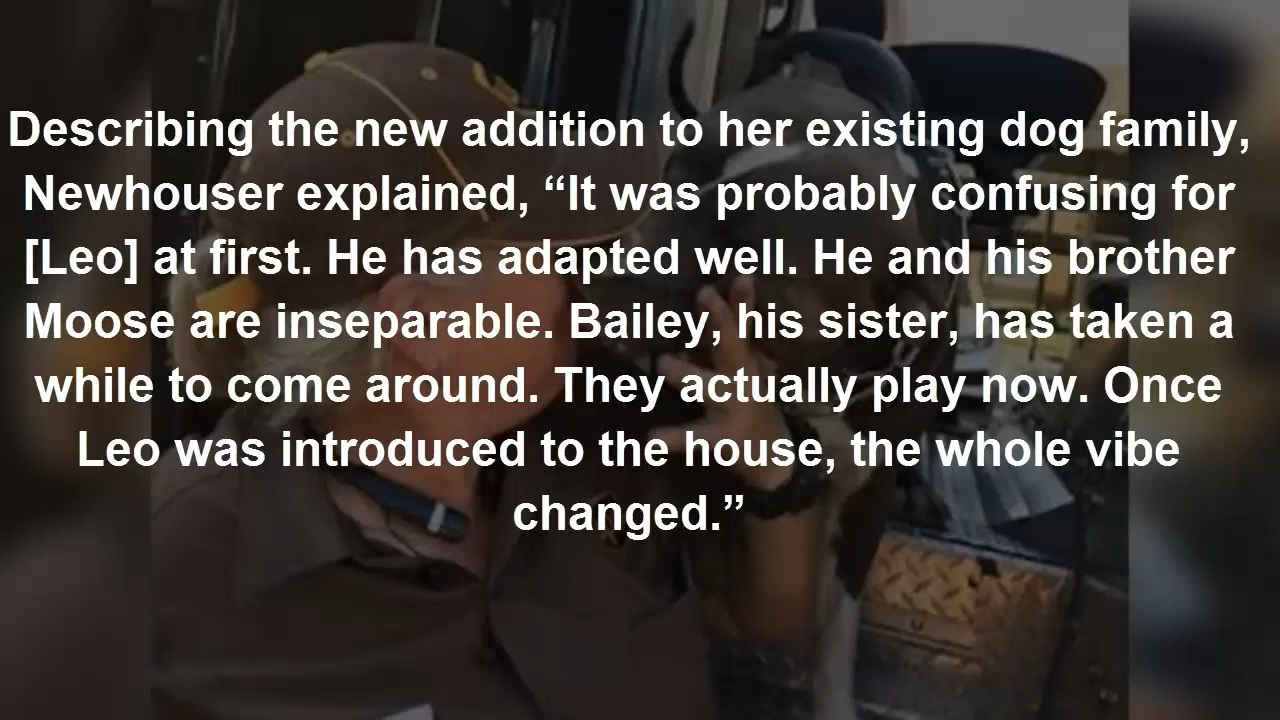 Describing the new addition to her existing dog family,
Newhouser explained, “It was probably confusing for
[Leo] at first. He has adapted well. He and his brother
Moose are inseparable. Bailey, his sister, has taken a
while to come around. They actually play now. Once
Leo was introduced to the house, the whole vibe
changed.”